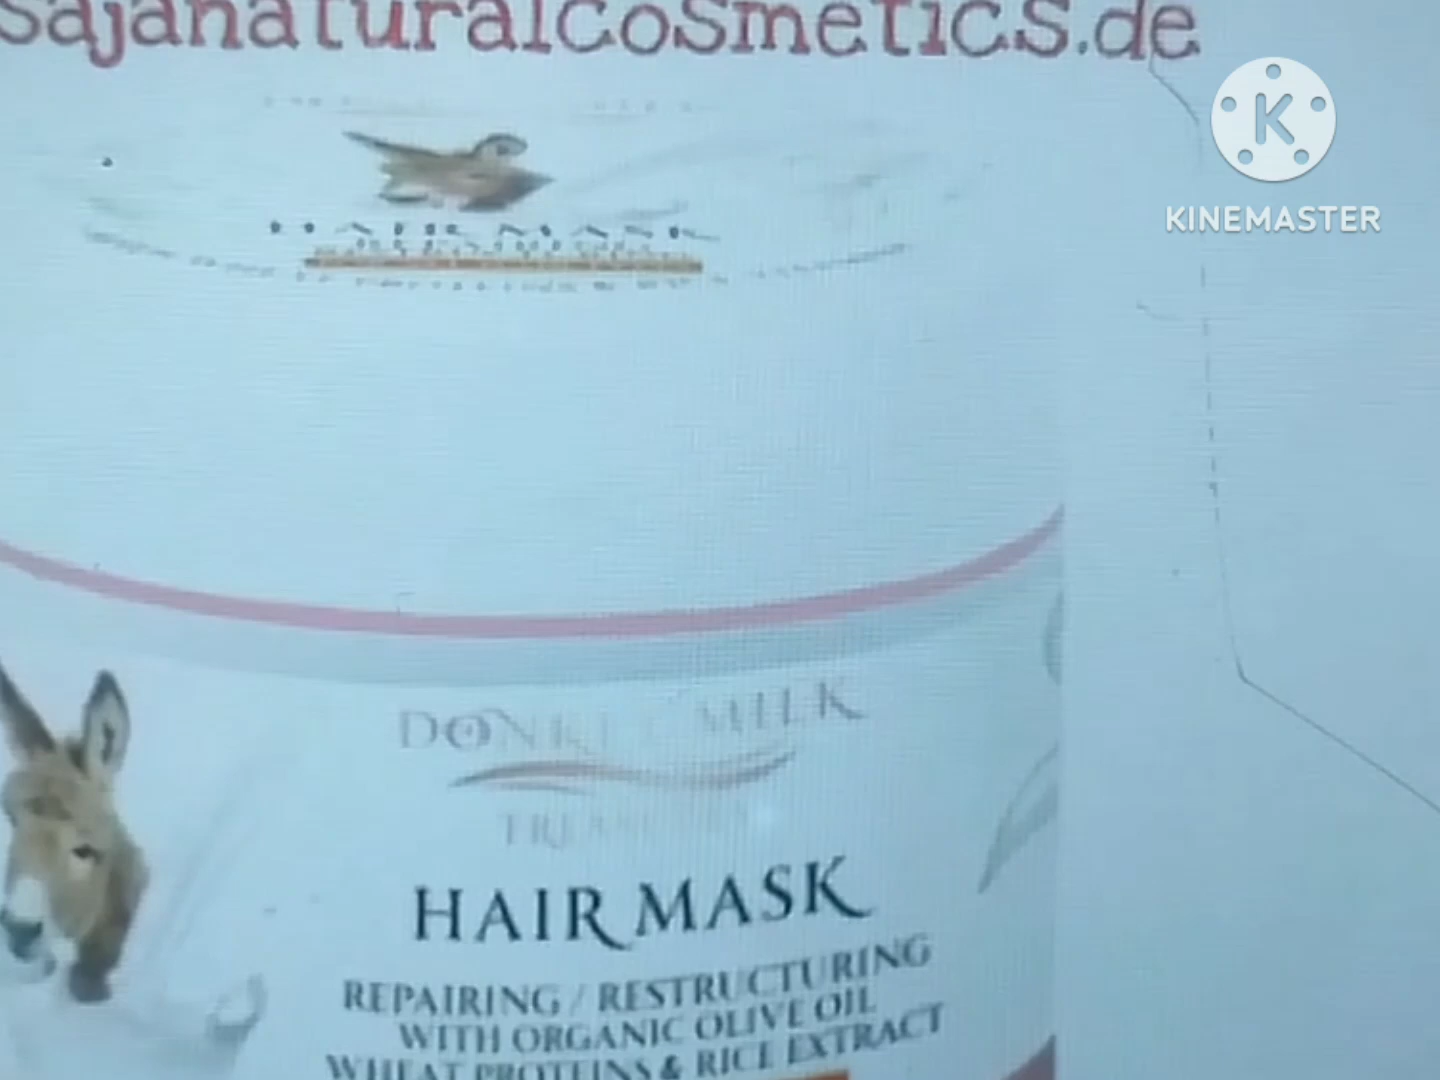 sajanaturalcosmetics.de
KINEMASTER
DONKEY MILK
HAIR MASK
REPAIRING / RESTRUCTURING
WITH ORGANIC OLIVE OIL
WHEAT PROTEINS & RICE EXTRACT